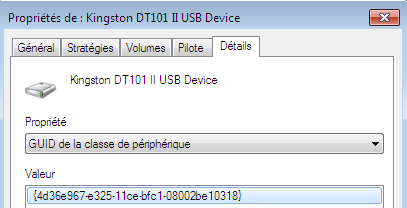 Propriétés de : Kingston DT101 II USB Device
Général Stratégies Volumes Pilote Détails
Kingston DT101 II USB Device
Propriété
GUID de la classe de périphérique
Valeur
{4d36e967-e325-11ce-bfc1-08002be10318}